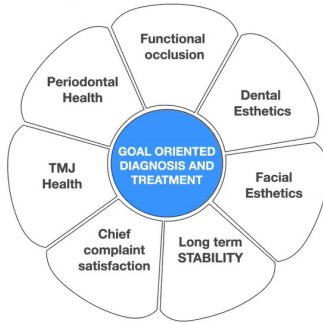 Functional
occlusion
Dental
Esthetics
Facial
Esthetics
Long term
STABILITY
Chief
complaint
satisfaction
TMJ
Health
Periodontal
Health
GOAL ORIENTED
DIAGNOSIS AND
TREATMENT